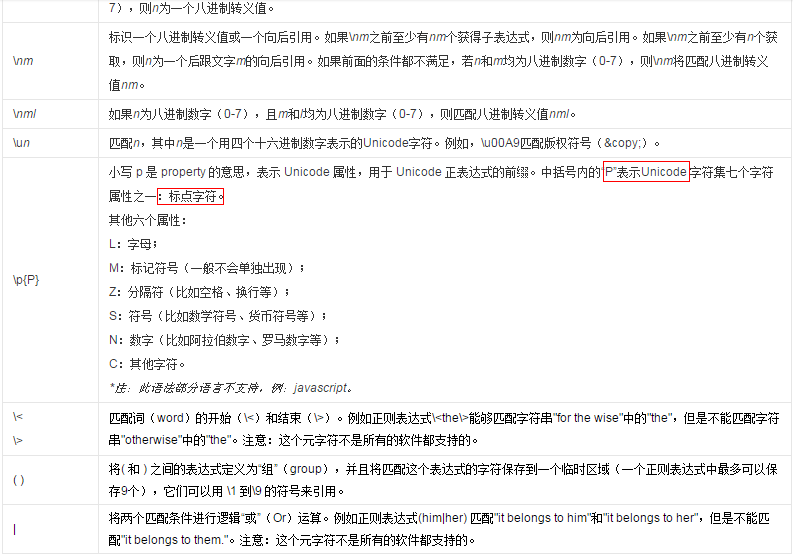 7），则n为一个八进制转义值。
\nm
标识一个八进制转义值或一个向后引用。如果\nm之前至少有nm个获得子表达式，则nm为向后引用。如果\nm之前至少有n个获
取，则n为一个后跟文字m的向后引用。如果前面的条件都不满足，若n和m均为八进制数字（0-7），则\nm将匹配八进制转义
值nm。
\nml
如果n为八进制数字（0-7），且m和l均为八进制数字（0-7），则匹配八进制转义值nml。
\un
匹配n，其中n是一个用四个十六进制数字表示的Unicode字符。例如，\u00A9匹配版权符号（&copy;）。
\p{P}
小写 p 是 property 的意思，表示 Unicode 属性，用于 Unicode 正表达式的前缀。中括号内的“P”表示Unicode 字符集七个字符
属性之一：标点字符。
其他六个属性：
L：字母；
M：标记符号（一般不会单独出现）；
Z：分隔符（比如空格、换行等）；
S：符号（比如数学符号、货币符号等）；
N：数字（比如阿拉伯数字、罗马数字等）；
C：其他字符。
*注：此语法部分语言不支持，例：javascript。
\<
\>
匹配词（word）的开始（\<）和结束（\>）。例如正则表达式\<the\>能够匹配字符串"for the wise"中的"the"，但是不能匹配字符
串"otherwise"中的"the"。注意：这个元字符不是所有的软件都支持的。
( )
将( 和 ) 之间的表达式定义为“组”（group），并且将匹配这个表达式的字符保存到一个临时区域（一个正则表达式中最多可以保
存9个），它们可以用 \1 到\9 的符号来引用。
|
将两个匹配条件进行逻辑“或”（Or）运算。例如正则表达式(him|her) 匹配"it belongs to him"和"it belongs to her"，但是不能匹
配"it belongs to them."。注意：这个元字符不是所有的软件都支持的。